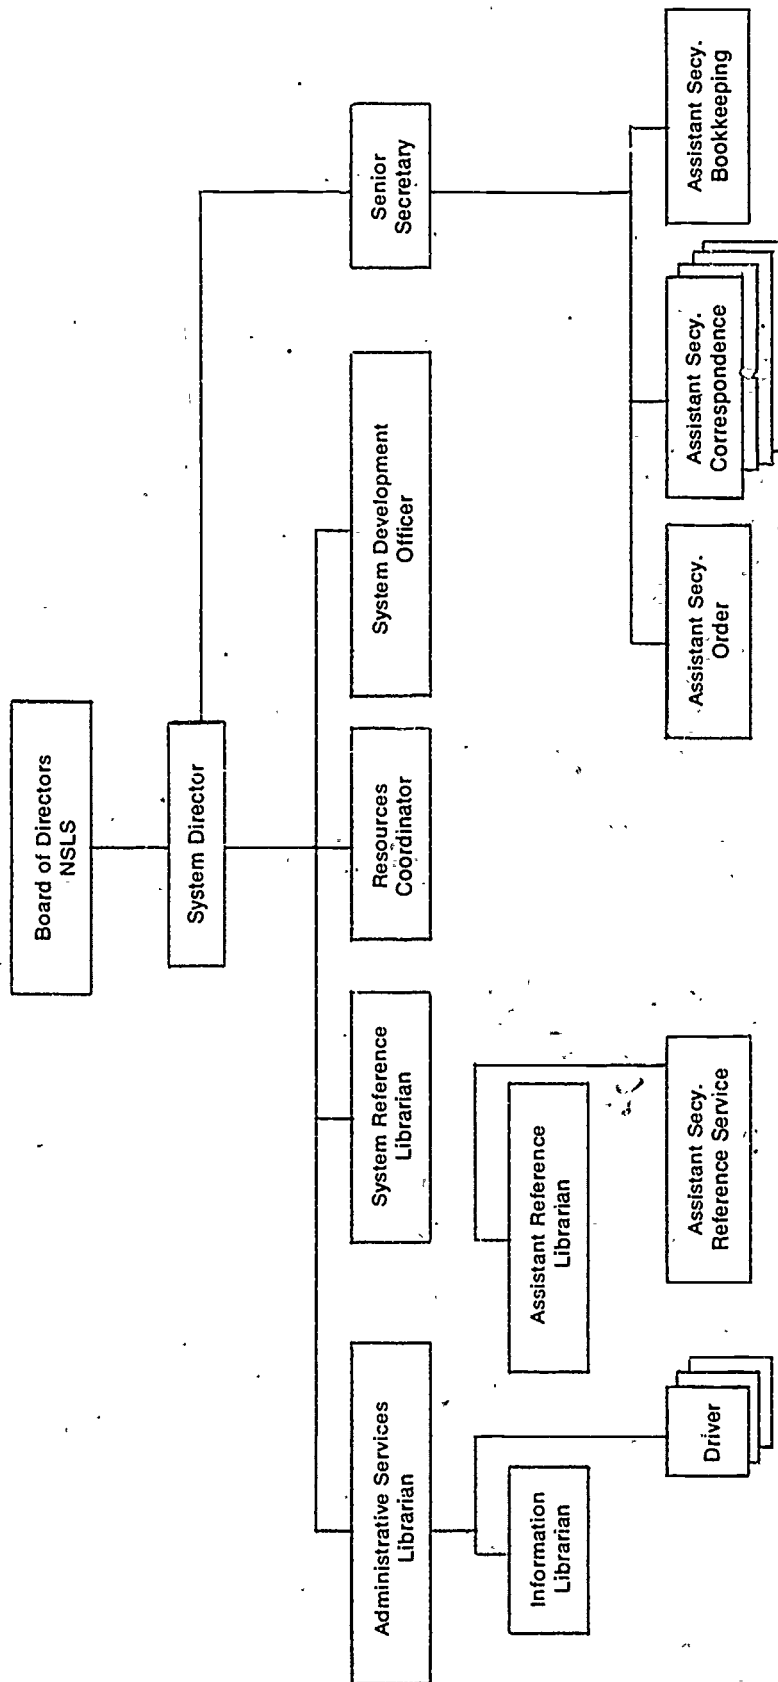 Board of Directors
NSLS
System Director
Administrative Services
Librarian
System Reference
Librarian
Resources
Coordinator
System Development
Officer
Senior
Secretary
Information
Librarian
Assistant Reference
Librarian
Driver
Assistant Secy.
Reference Service
Assistant Secy.
Order
Assistant Secy.
Correspondence
Assistant Secy.
Bookkeeping